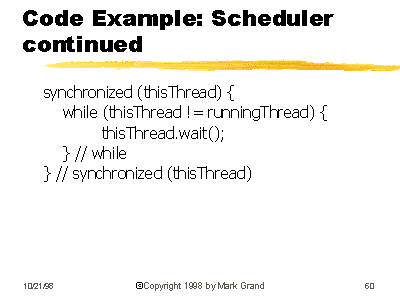 Code Example: Scheduler
continued
synchronized (thisThread) {
while (thisThread != runningThread) {
thisThread.wait();
} // while
} // synchronized (thisThread)
10/21/98 ©Copyright 1998 by Mark Grand 60